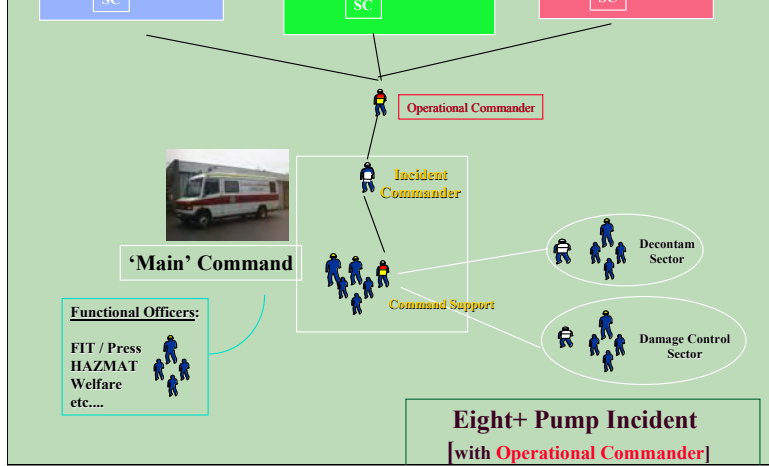 SC
SC
SC
Operational Commander
Incident
Commander
'Main' Command
Decontam
Sector
Command Support
Functional Officers:
FIT / Press
HAZMAT
Welfare
etc....
Damage Control
Sector
Eight+ Pump Incident
[with Operational Commander]